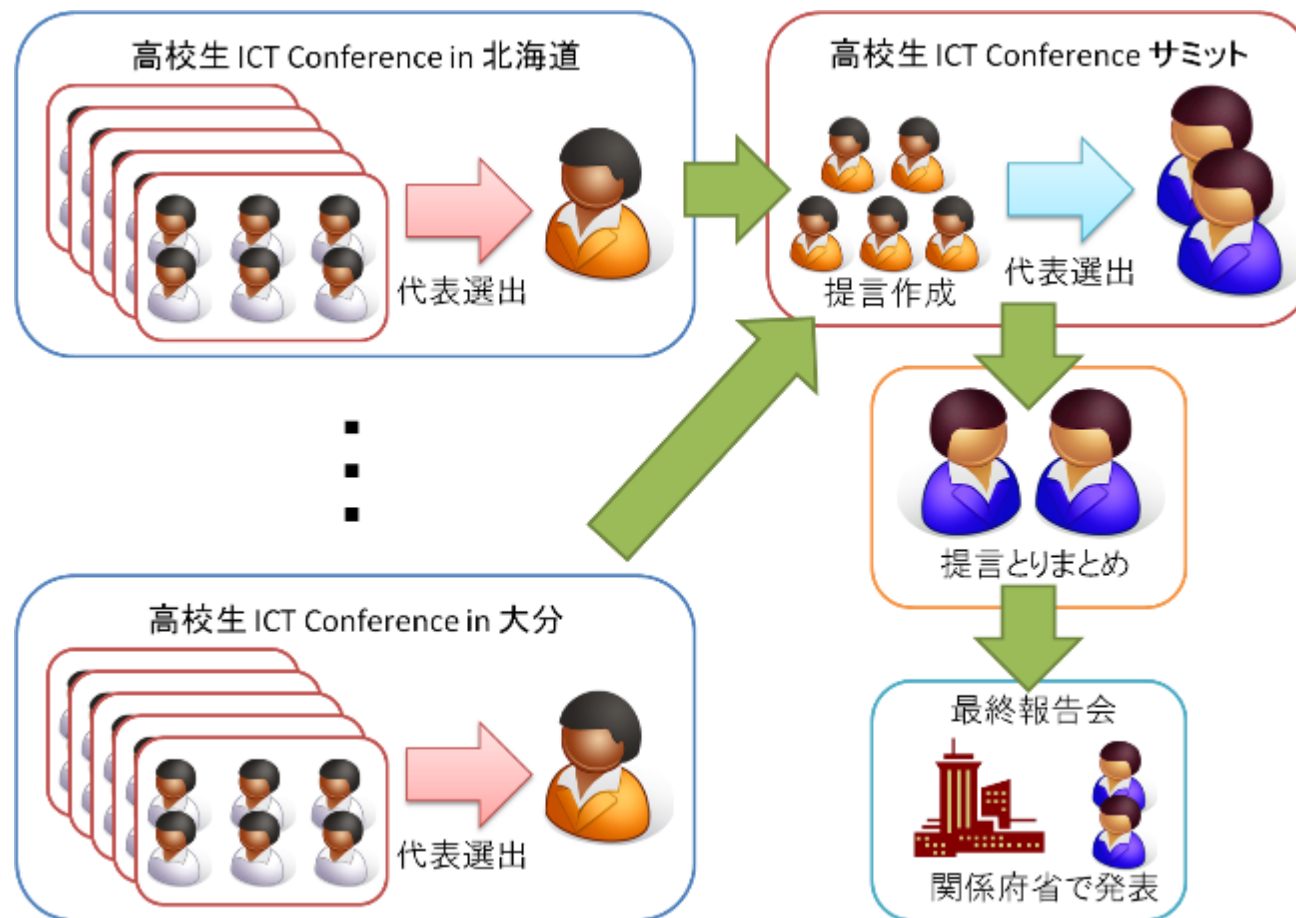 高校生 ICT Conference in 北海道
代表選出
高校生 ICT Conference サミット
提言作成
代表選出
提言とりまとめ
高校生 ICT Conference in 大分
代表選出
最終報告会
関係府省で発表